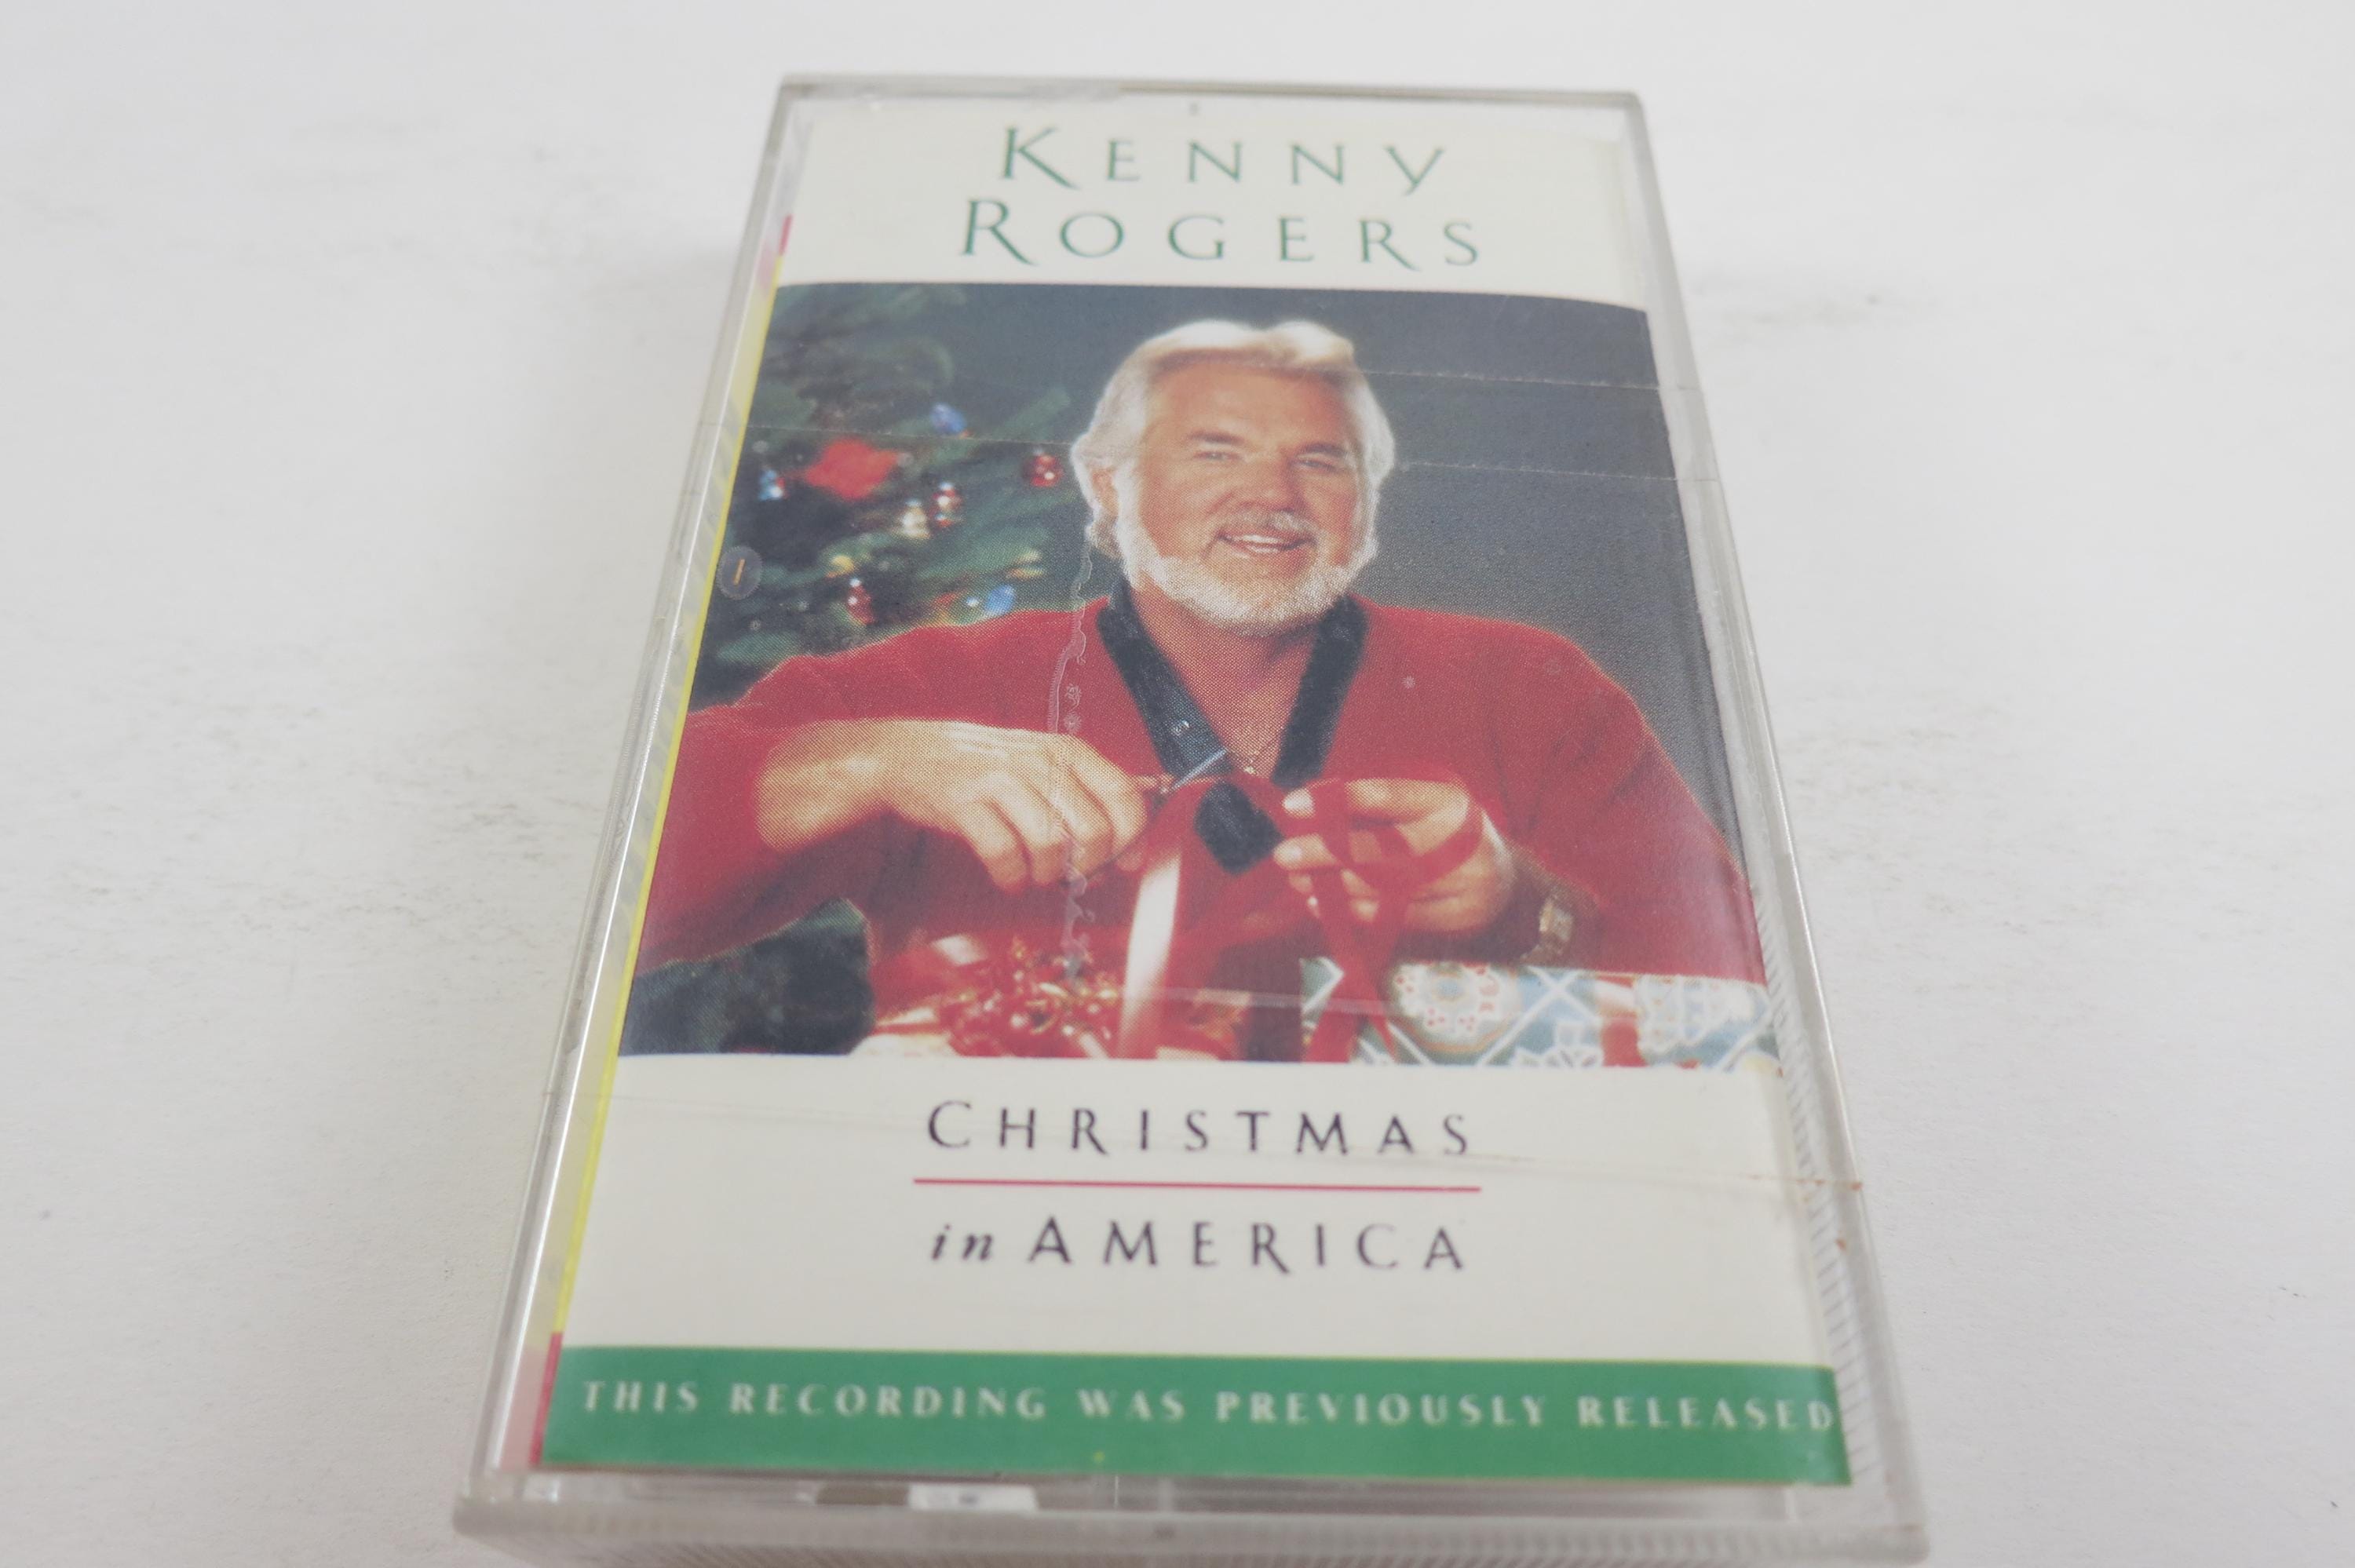 KENNY
ROGERS
CHRISTMAS
in AMERICA
THIS RECORDING WAS PREVIOUSLY RELEASED